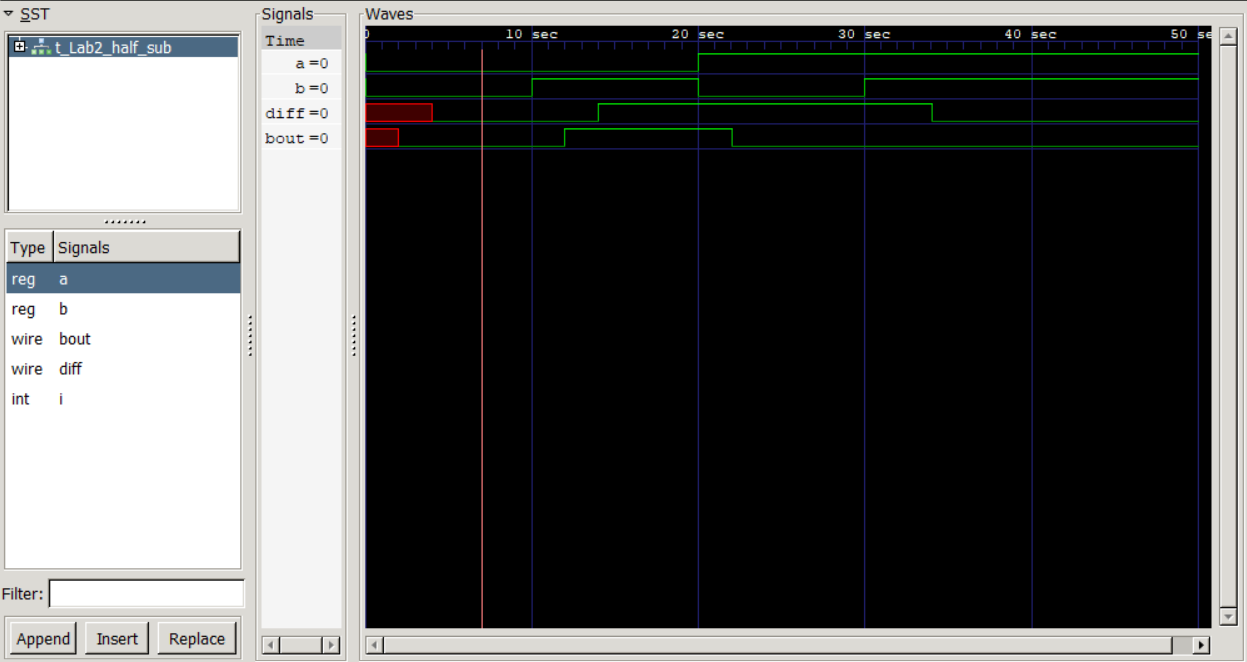 SST
t_Lab2_half_sub
Type Signals
reg a
reg b
wire bout
wire diff
int i
Filter:
Append Insert Replace
Signals
Time
a =0
b =0
diff =0
bout =0
Waves
0 10 sec 20 sec 30 sec 40 sec 50 se